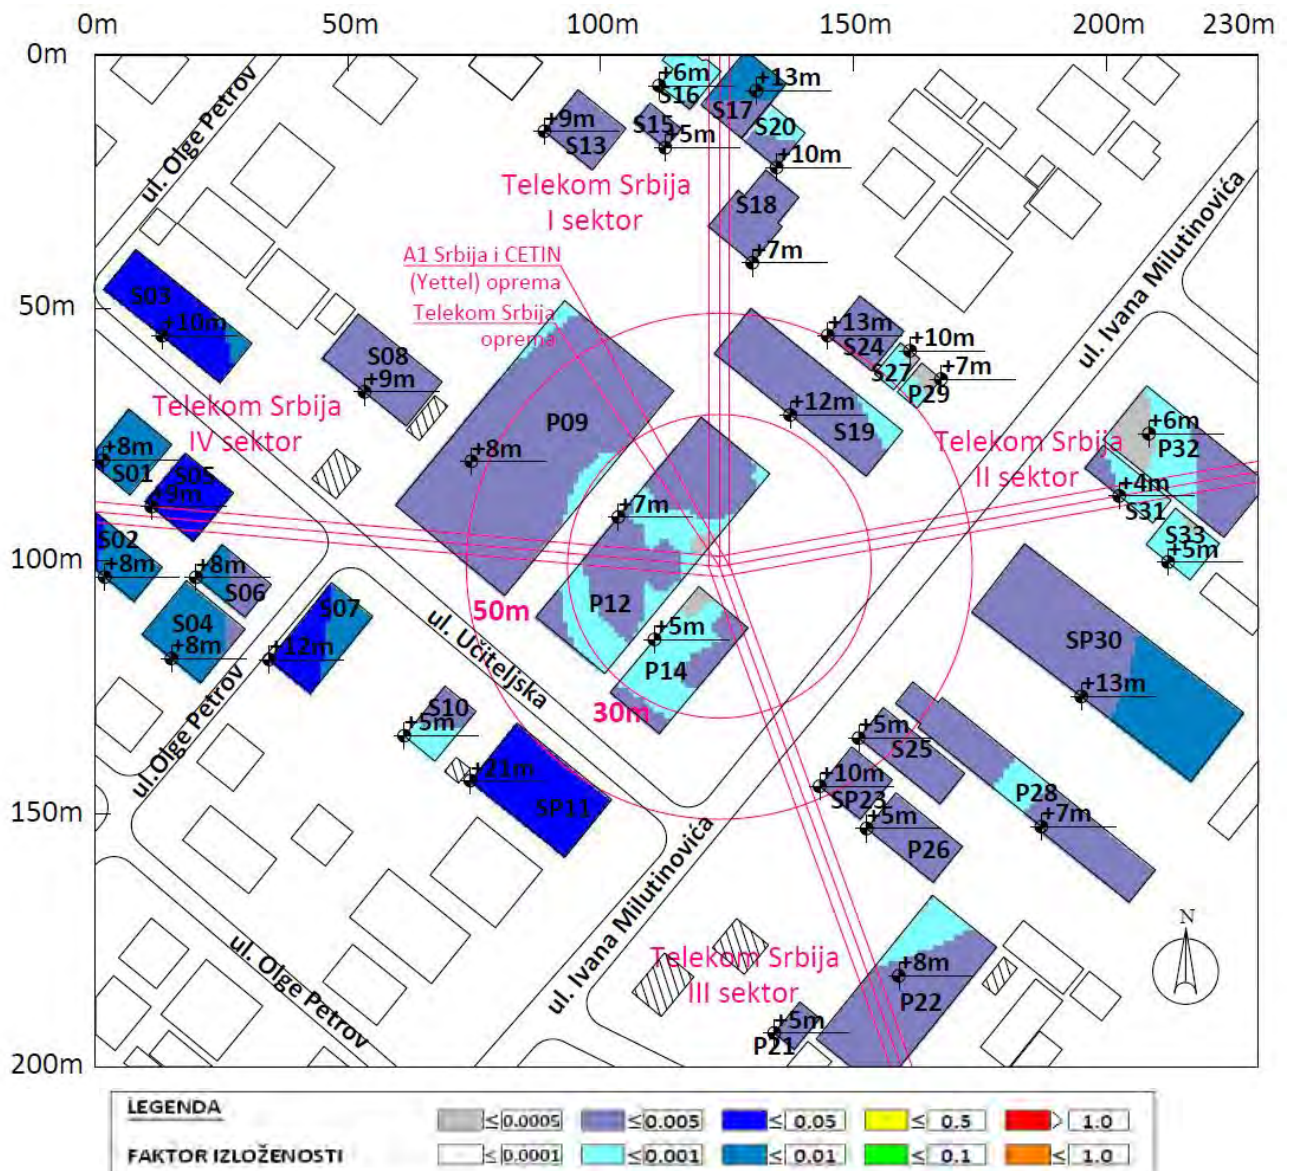 0m 50m 100m 150m 200m 230m
0m
+6m
S16
+13m
S17
ul. Olge Petrov
+9m
S13
S15
+5m
S20
+10m
Telekom Srbija
I sektor
S18
+7m
ul. Ivana Milutinovića
A1 Srbija i CETIN
(Yettel) oprema
Telekom Srbija
oprema
50m
S03
+10m
+13m
S24
+10m
S27
+7m
P29
S08
+9m
P09
+8m
+12m
S19
Telekom Srbija
IV sektor
Telekom Srbija
II sektor
+6m
P32
+8m
S01
S05
+9m
+7m
+4m
S31
S33
+5m
100m
S02
+8m
+8m
S06
P12
50m
S04
+8m
S07
+12m
ul. Učiteljska
+5m
P14
30m
SP30
+13m
ul.Olge Petrov
S10
+5m
+21m
SP11
+5m
S25
+10m
SP23
+5m
P26
P28
+7m
150m
ul. Ivana Milutinovića
ul. Olge Petrov
Telekom Srbija
III sektor
+8m
P22
N
+5m
P21
200m
LEGENDA
≤ 0.0005 ≤ 0.005 ≤ 0.05 ≤ 0.5 > 1.0
FAKTOR IZLOŽENOSTI
≤ 0.0001 ≤ 0.001 ≤ 0.01 ≤ 0.1 ≤ 1.0